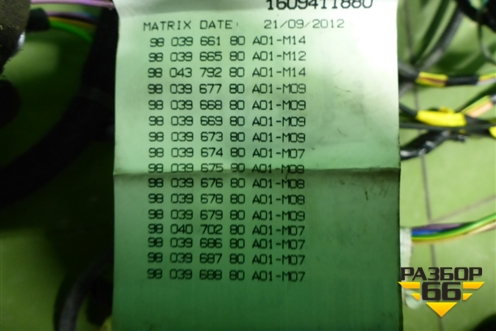 1609411880
MATRIX DATE: 21/09/2012
98 039 661 80 A01-M14
98 039 665 80 A01-M12
98 043 792 80 A01-M14
98 039 677 80 A01-M09
98 039 668 80 A01-M09
98 039 669 80 A01-M09
98 039 673 80 A01-M09
98 039 674 80 A01-M07
98 039 675 80 A01-M08
98 039 676 80 A01-M08
98 039 678 80 A01-M08
98 039 679 80 A01-M09
98 040 702 80 A01-M07
98 039 686 80 A01-M07
98 039 687 80 A01-M07
98 039 688 80 A01-M07
РАЗБОР
66